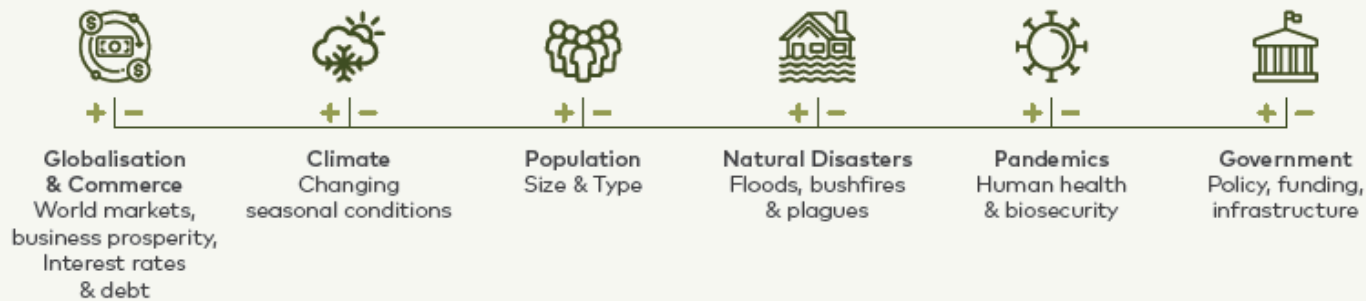 + −
+ −
+ −
+ −
+ −
+ −
Globalisation
& Commerce
World markets,
business prosperity,
Interest rates
& debt
Climate
Changing
seasonal conditions
Population
Size & Type
Natural Disasters
Floods, bushfires
& plagues
Pandemics
Human health
& biosecurity
Government
Policy, funding,
infrastructure